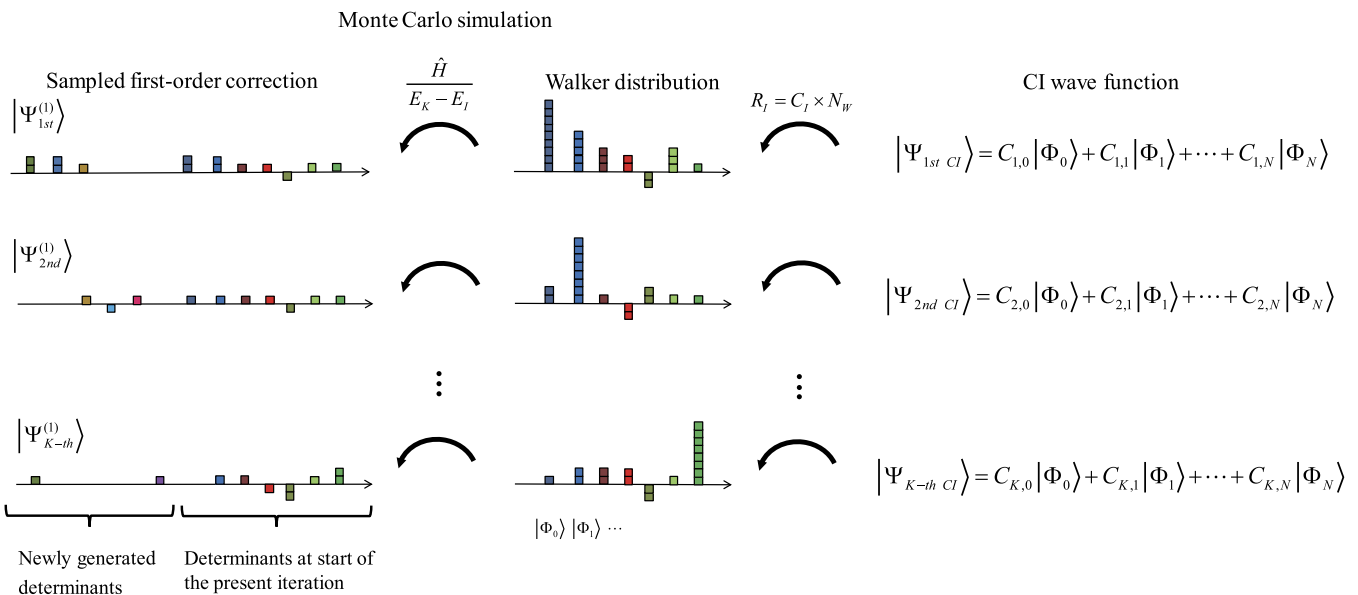 Monte Carlo simulation
Sampled first-order correction
Ĥ / (E_K − E_I)
Walker distribution
R_I = C_I × N_W
CI wave function
|Ψ^(1)_1st⟩
|Ψ_1st CI⟩ = C_1,0 |Φ_0⟩ + C_1,1 |Φ_1⟩ + ⋯ + C_1,N |Φ_N⟩
|Ψ^(1)_2nd⟩
|Ψ_2nd CI⟩ = C_2,0 |Φ_0⟩ + C_2,1 |Φ_1⟩ + ⋯ + C_2,N |Φ_N⟩
⋮ ⋮
|Ψ^(1)_K−th⟩
|Ψ_K−th CI⟩ = C_K,0 |Φ_0⟩ + C_K,1 |Φ_1⟩ + ⋯ + C_K,N |Φ_N⟩
|Φ_0⟩ |Φ_1⟩ ⋯
Newly generated
determinants
Determinants at start of
the present iteration